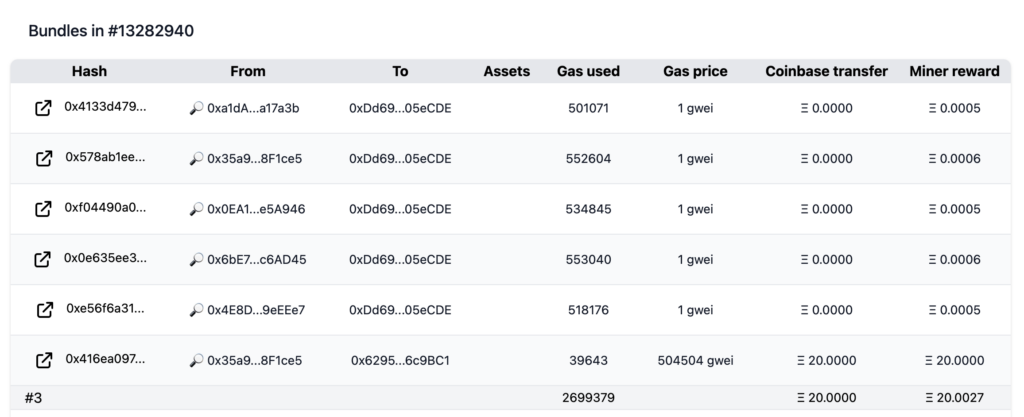 Bundles in #13282940
Hash From To Assets Gas used Gas price Coinbase transfer Miner reward
0x4133d479... 0xa1dA...a17a3b 0xDd69...05eCDE 501071 1 gwei Ξ 0.0000 Ξ 0.0005
0x578ab1ee... 0x35a9...8F1ce5 0xDd69...05eCDE 552604 1 gwei Ξ 0.0000 Ξ 0.0006
0xf04490a0... 0x0EA1...e5A946 0xDd69...05eCDE 534845 1 gwei Ξ 0.0000 Ξ 0.0005
0x0e635ee3... 0x6bE7...c6AD45 0xDd69...05eCDE 553040 1 gwei Ξ 0.0000 Ξ 0.0006
0xe56f6a31... 0x4E8D...9eEEe7 0xDd69...05eCDE 518176 1 gwei Ξ 0.0000 Ξ 0.0005
0x416ea097... 0x35a9...8F1ce5 0x6295...6c9BC1 39643 504504 gwei Ξ 20.0000 Ξ 20.0000
#3 2699379 Ξ 20.0000 Ξ 20.0027